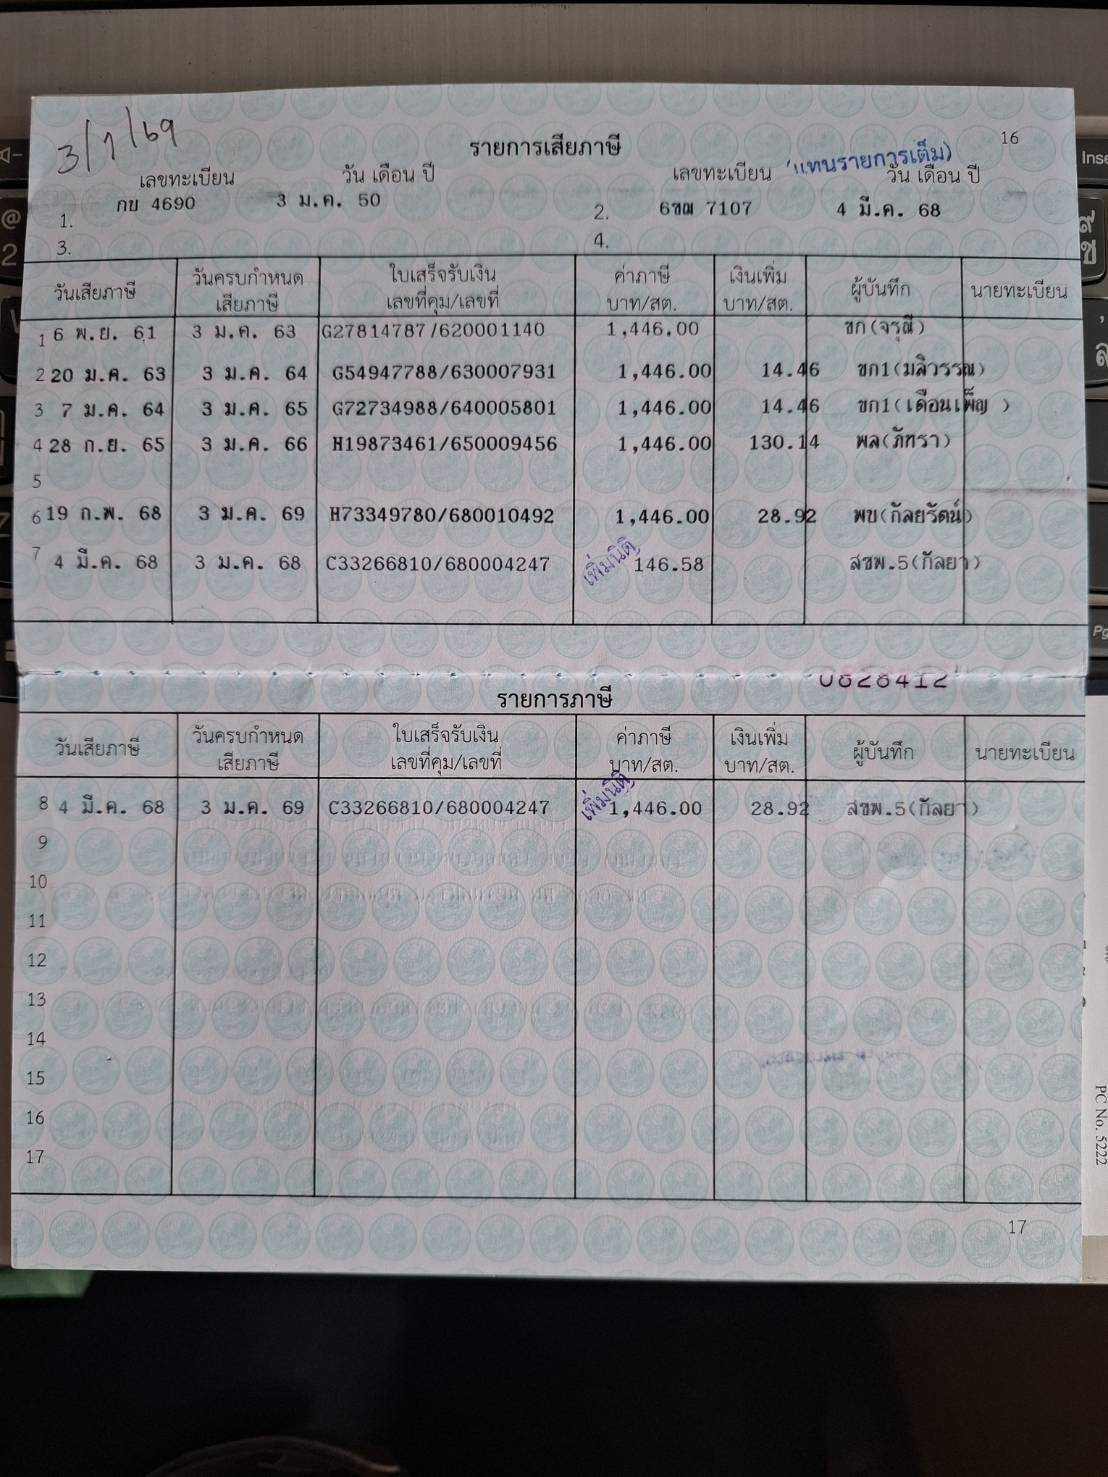 3/1/69
16
รายการเสียภาษี
(แทนรายการเต็ม)
เลขทะเบียน วัน เดือน ปี เลขทะเบียน วัน เดือน ปี
1. กข 4690 3 ม.ค. 50 2. 6ขฌ 7107 4 มี.ค. 68
3. 4.
วันเสียภาษี วันครบกำหนดเสียภาษี ใบเสร็จรับเงิน เลขที่คุม/เลขที่ ค่าภาษี บาท/สต. เงินเพิ่ม บาท/สต. ผู้บันทึก นายทะเบียน
1 6 พ.ย. 61 3 ม.ค. 63 G27814787/620001140 1,446.00 ขก(จรุณี)
2 20 ม.ค. 63 3 ม.ค. 64 G54947788/630007931 1,446.00 14.46 ขก1(มลิวรรณ)
3 7 ม.ค. 64 3 ม.ค. 65 G72734988/640005801 1,446.00 14.46 ขก1(เดือนเพ็ญ )
4 28 ก.ย. 65 3 ม.ค. 66 H19873461/650009456 1,446.00 130.14 พล(ภัทรา)
5
6 19 ก.พ. 68 3 ม.ค. 69 H73349780/680010492 1,446.00 28.92 พข(กัลยรัตน์)
7 4 มี.ค. 68 3 ม.ค. 68 C33266810/680004247 เพิ่มนิติ 146.58 สขพ.5(กัลยา)
0828412
รายการภาษี
วันเสียภาษี วันครบกำหนดเสียภาษี ใบเสร็จรับเงิน เลขที่คุม/เลขที่ ค่าภาษี บาท/สต. เงินเพิ่ม บาท/สต. ผู้บันทึก นายทะเบียน
8 4 มี.ค. 68 3 ม.ค. 69 C33266810/680004247 เพิ่มนิติ 1,446.00 28.92 สขพ.5(กัลยา)
9
10
11
12
13
14
15
16
17
17
PC No. 5222